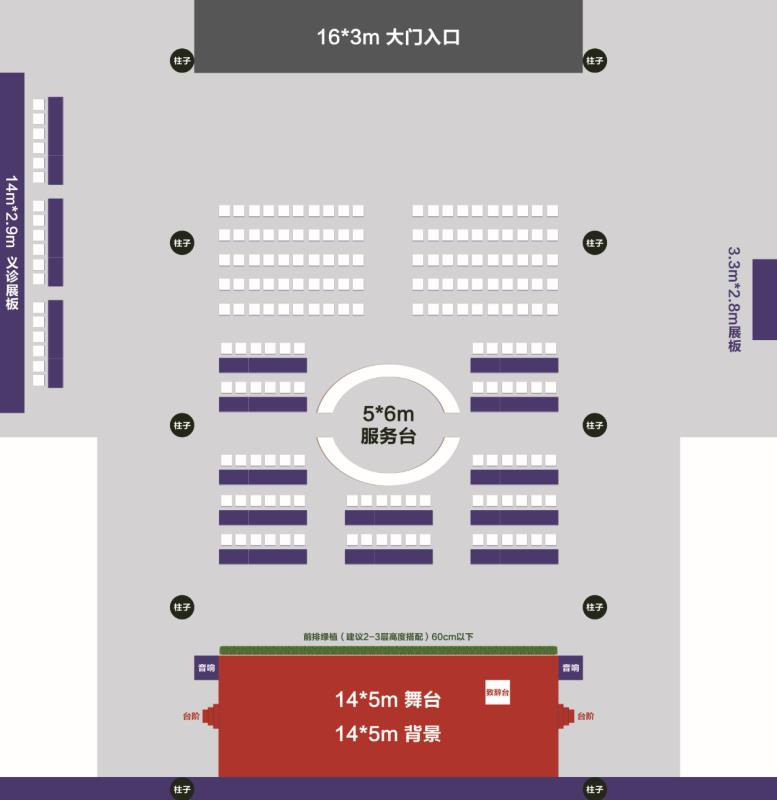 16*3m 大门入口
柱子
柱子
14m*2.9m 义诊展板
柱子
柱子
3.3m*2.8m展板
5*6m
服务台
柱子
柱子
柱子
柱子
前排绿植（建议2-3层高度搭配）60cm以下
音响
音响
14*5m 舞台
致辞台
台阶
台阶
14*5m 背景
柱子
柱子